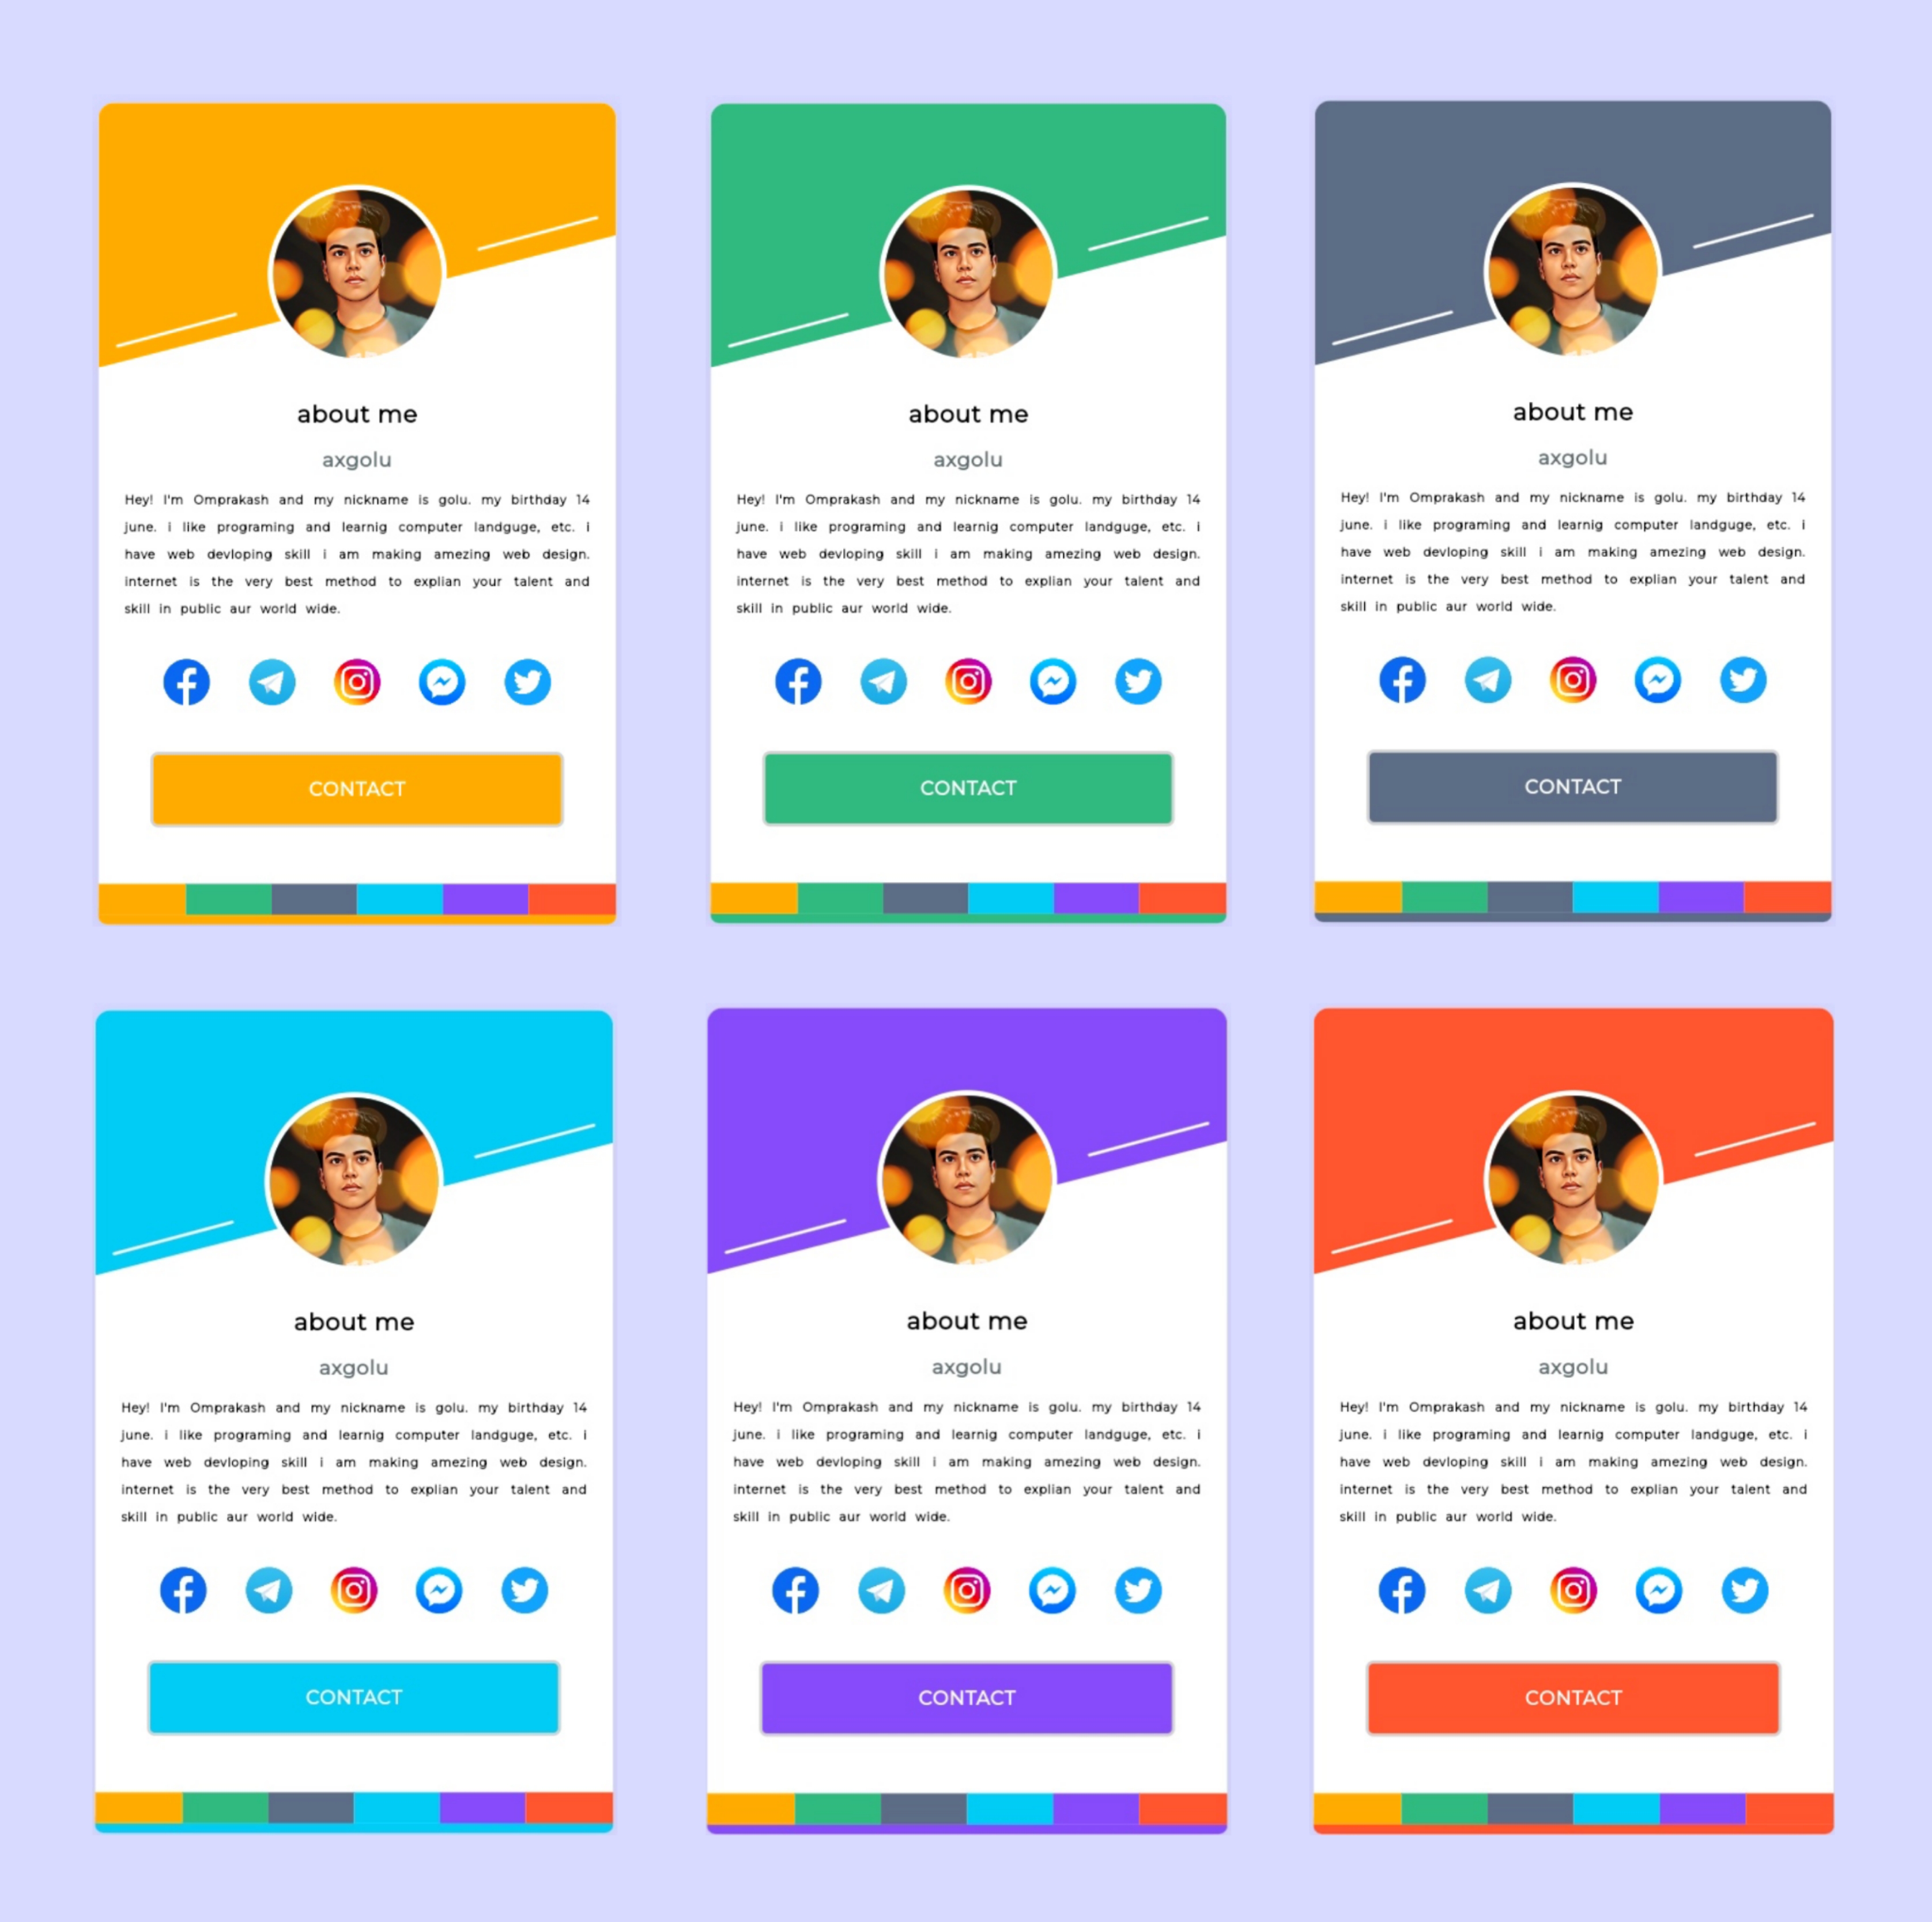 about me
axgolu
Hey! I'm Omprakash and my nickname is golu. my birthday 14
june. i like programing and learnig computer landguge, etc. i
have web devloping skill i am making amezing web design.
internet is the very best method to explian your talent and
skill in public aur world wide.
CONTACT
about me
axgolu
Hey! I'm Omprakash and my nickname is golu. my birthday 14
june. i like programing and learnig computer landguge, etc. i
have web devloping skill i am making amezing web design.
internet is the very best method to explian your talent and
skill in public aur world wide.
CONTACT
about me
axgolu
Hey! I'm Omprakash and my nickname is golu. my birthday 14
june. i like programing and learnig computer landguge, etc. i
have web devloping skill i am making amezing web design.
internet is the very best method to explian your talent and
skill in public aur world wide.
CONTACT
about me
axgolu
Hey! I'm Omprakash and my nickname is golu. my birthday 14
june. i like programing and learnig computer landguge, etc. i
have web devloping skill i am making amezing web design.
internet is the very best method to explian your talent and
skill in public aur world wide.
CONTACT
about me
axgolu
Hey! I'm Omprakash and my nickname is golu. my birthday 14
june. i like programing and learnig computer landguge, etc. i
have web devloping skill i am making amezing web design.
internet is the very best method to explian your talent and
skill in public aur world wide.
CONTACT
about me
axgolu
Hey! I'm Omprakash and my nickname is golu. my birthday 14
june. i like programing and learnig computer landguge, etc. i
have web devloping skill i am making amezing web design.
internet is the very best method to explian your talent and
skill in public aur world wide.
CONTACT